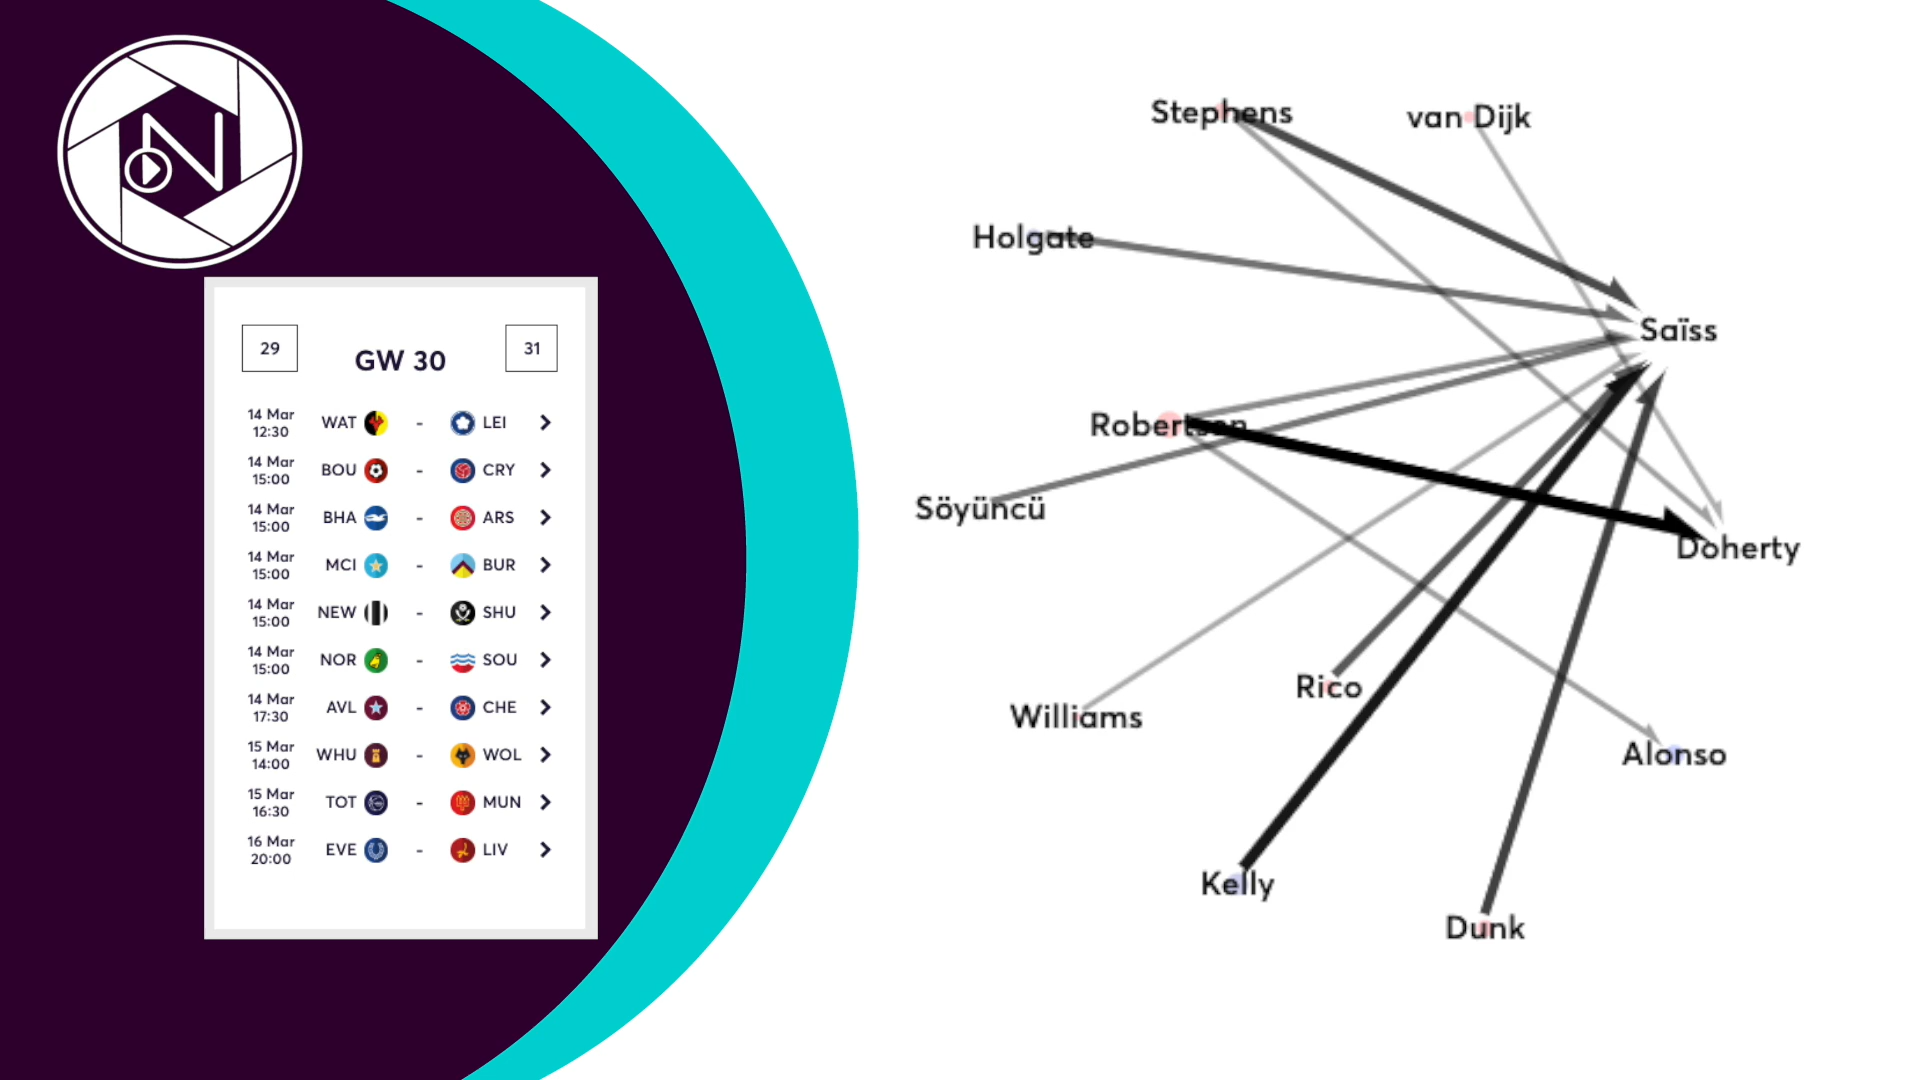 N
29
GW 30
31
14 Mar
12:30
WAT - LEI
14 Mar
15:00
BOU - CRY
14 Mar
15:00
BHA - ARS
14 Mar
15:00
MCI - BUR
14 Mar
15:00
NEW - SHU
14 Mar
15:00
NOR - SOU
14 Mar
17:30
AVL - CHE
15 Mar
14:00
WHU - WOL
15 Mar
16:30
TOT - MUN
16 Mar
20:00
EVE - LIV
Stephens
van Dijk
Holgate
Saïss
Robertson
Söyüncü
Doherty
Rico
Williams
Alonso
Kelly
Dunk